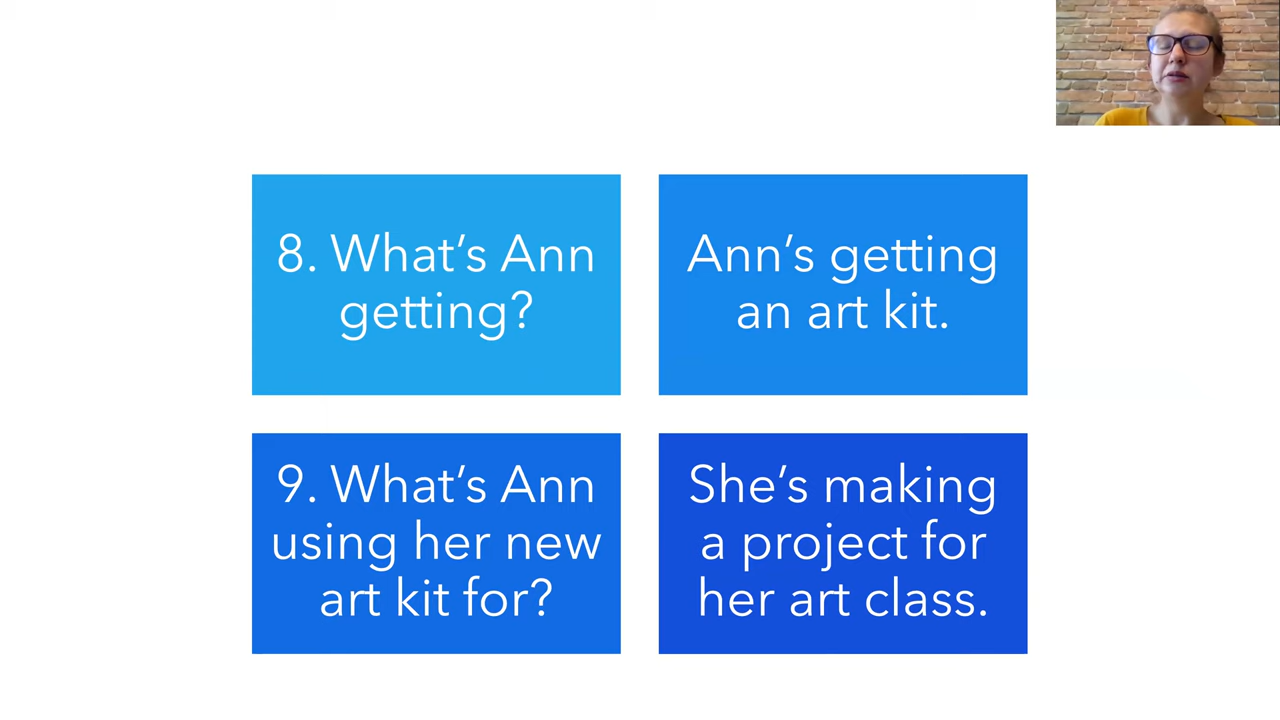 8. What's Ann
getting?
Ann's getting
an art kit.
9. What's Ann
using her new
art kit for?
She's making
a project for
her art class.